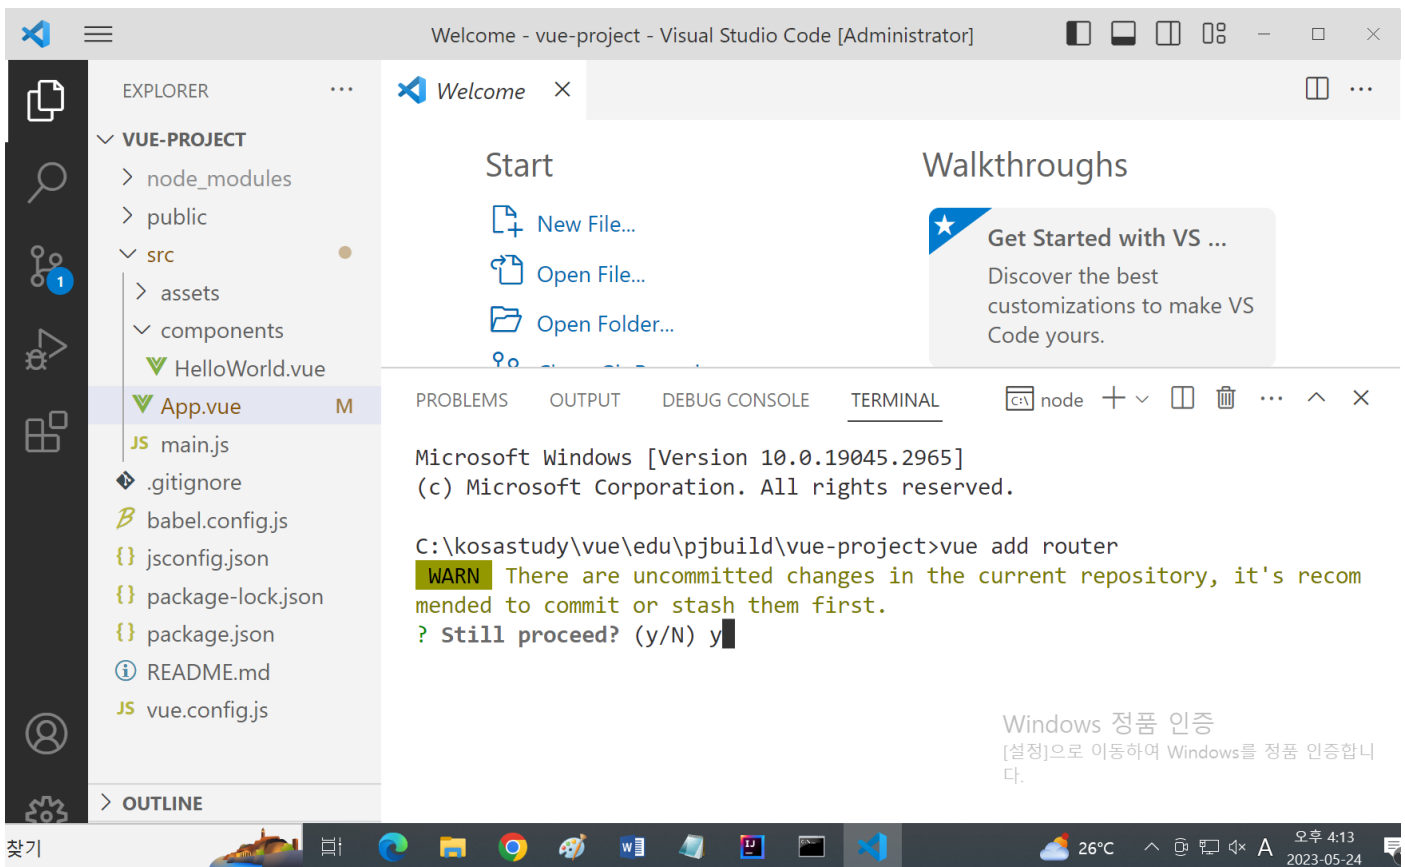 Welcome - vue-project - Visual Studio Code [Administrator]
EXPLORER
Welcome
VUE-PROJECT
node_modules
public
src
assets
components
HelloWorld.vue
App.vue M
JS main.js
.gitignore
babel.config.js
{} jsconfig.json
{} package-lock.json
{} package.json
README.md
JS vue.config.js
OUTLINE
1
Start
New File...
Open File...
Open Folder...
Walkthroughs
Get Started with VS ...
Discover the best
customizations to make VS
Code yours.
PROBLEMS OUTPUT DEBUG CONSOLE TERMINAL node
Microsoft Windows [Version 10.0.19045.2965]
(c) Microsoft Corporation. All rights reserved.
C:\kosastudy\vue\edu\pjbuild\vue-project>vue add router
WARN There are uncommitted changes in the current repository, it's recom
mended to commit or stash them first.
? Still proceed? (y/N) y
Windows 정품 인증
[설정]으로 이동하여 Windows를 정품 인증합니
다.
찾기
26°C
A
오후 4:13
2023-05-24